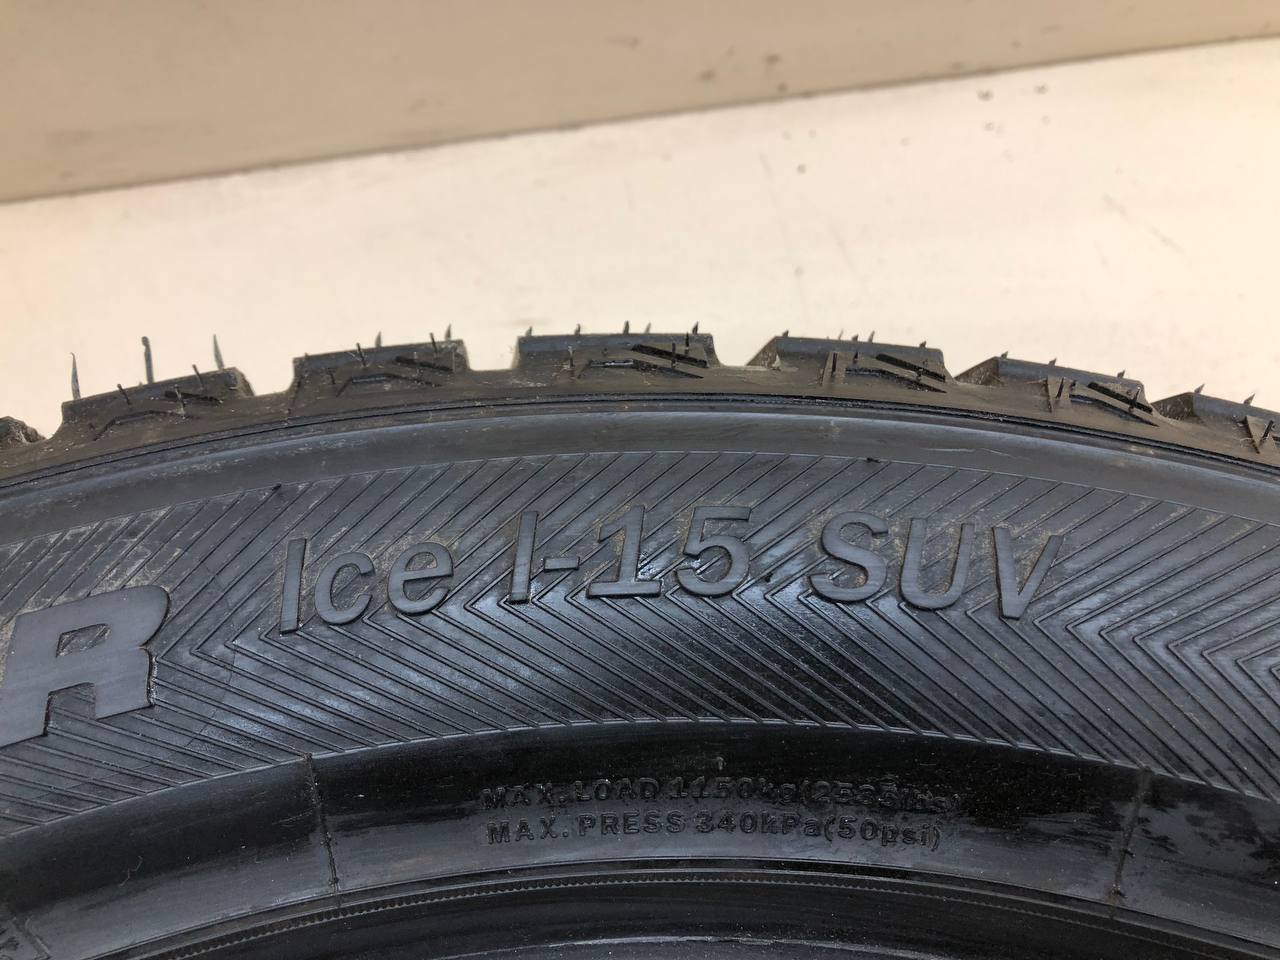 R Ice I-15 SUV
MAX. LOAD 1150kg(2535lbs)
MAX. PRESS 340kPa(50psi)